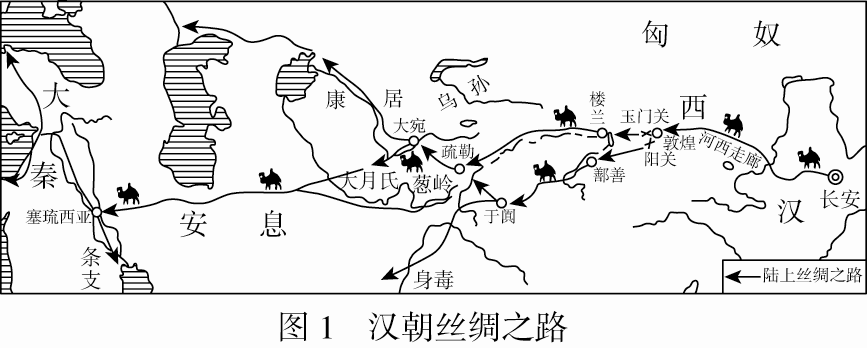 匈奴
大
秦
康居
乌孙
大宛
疏勒
楼兰
玉门关
西
敦煌
阳关
河西走廊
鄯善
大月氏
葱岭
于阗
长安
汉
塞琉西亚
安息
条支
身毒
陆上丝绸之路
图1 汉朝丝绸之路